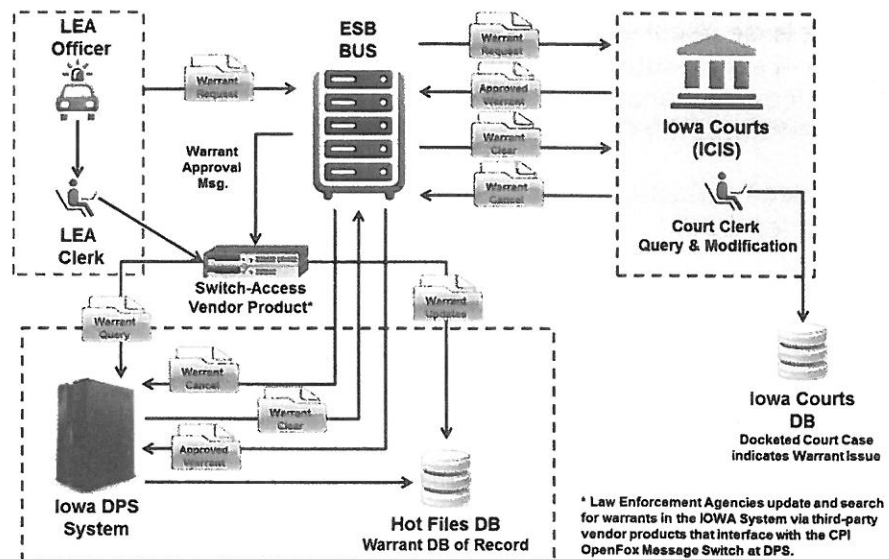 LEA
Officer
LEA
Clerk
Warrant
Request
ESB
BUS
Warrant
Approval
Msg.
Warrant
Request
Approved
Warrant
Warrant
Clear
Warrant
Cancel
Iowa Courts
(ICIS)
Court Clerk
Query & Modification
Switch-Access
Vendor Product*
Warrant
Query
Warrant
Updates
Warrant
Cancel
Warrant
Clear
Approved
Warrant
Iowa DPS
System
Hot Files DB
Warrant DB of Record
Iowa Courts
DB
Docketed Court Case
indicates Warrant Issue
* Law Enforcement Agencies update and search
for warrants in the IOWA System via third-party
vendor products that interface with the CPI
OpenFox Message Switch at DPS.